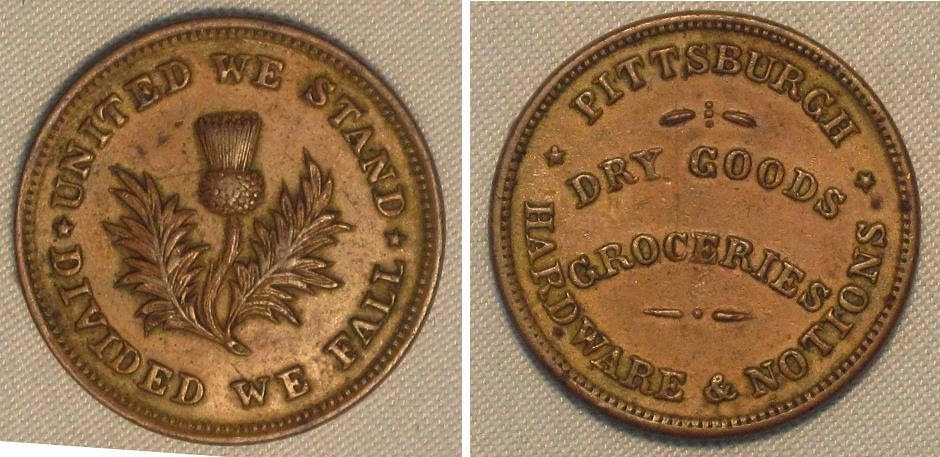 UNITED WE STAND
DIVIDED WE FALL
PITTSBURGH
DRY GOODS
GROCERIES
HARDWARE & NOTIONS